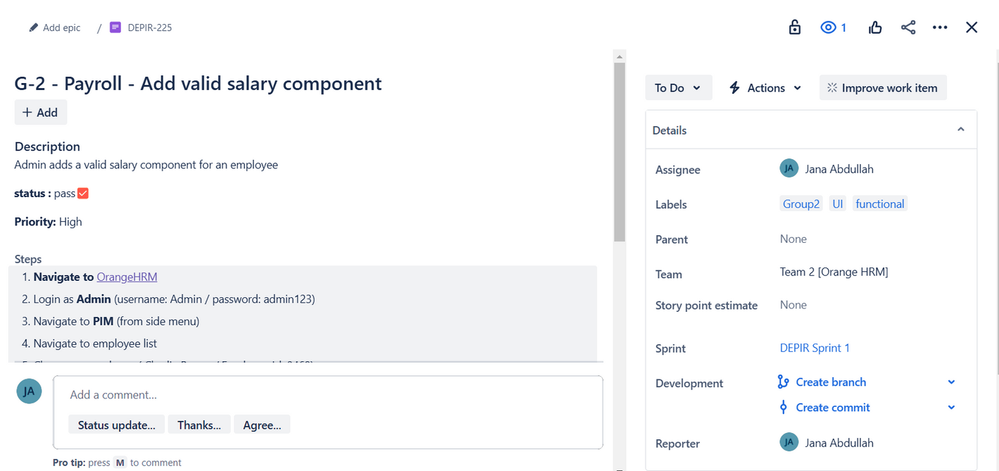 Add epic / DEPIR-225
1
G-2 - Payroll - Add valid salary component
+ Add
Description
Admin adds a valid salary component for an employee
status : pass
Priority: High
Steps
1. Navigate to OrangeHRM
2. Login as Admin (username: Admin / password: admin123)
3. Navigate to PIM (from side menu)
4. Navigate to employee list
JA
Add a comment...
Status update... Thanks... Agree...
Pro tip: press M to comment
To Do Actions Improve work item
Details
Assignee JA Jana Abdullah
Labels Group2 UI functional
Parent None
Team Team 2 [Orange HRM]
Story point estimate None
Sprint DEPIR Sprint 1
Development Create branch
Create commit
Reporter JA Jana Abdullah